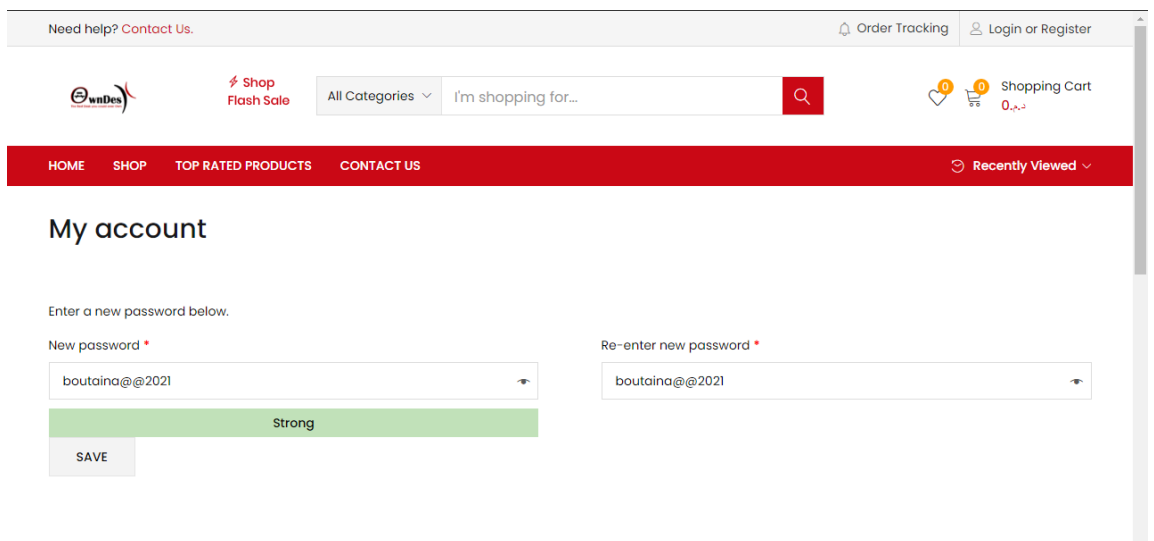 Need help? Contact Us.
Order Tracking
Login or Register
OwnDes
Shop
Flash Sale
All Categories
I'm shopping for...
0
0
Shopping Cart
0د.م.
HOME SHOP TOP RATED PRODUCTS CONTACT US
Recently Viewed
My account
Enter a new password below.
New password *
Re-enter new password *
boutaina@@2021
boutaina@@2021
Strong
SAVE